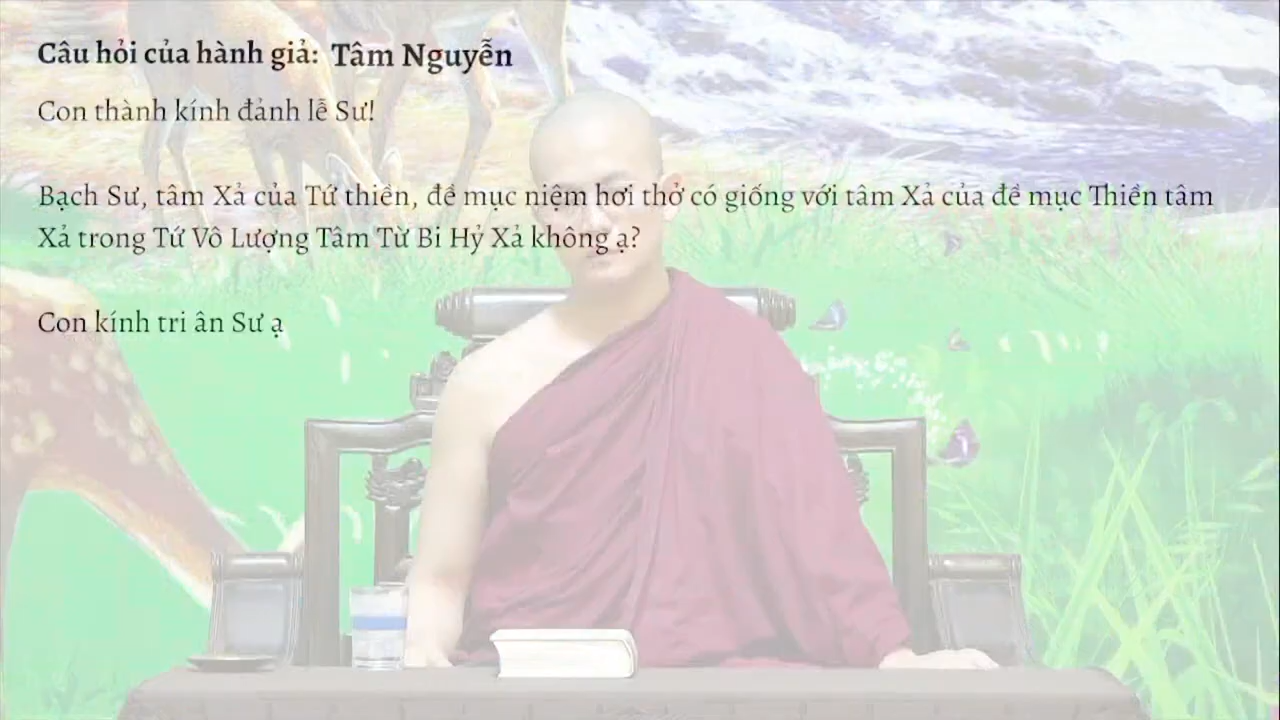 Câu hỏi của hành giả: Tâm Nguyễn
Con thành kính đảnh lễ Sư!
Bạch Sư, tâm Xả của Tứ thiền, đề mục niệm hơi thở có giống với tâm Xả của đề mục Thiền tâm
Xả trong Tứ Vô Lượng Tâm Từ Bi Hỷ Xả không ạ?
Con kính tri ân Sư ạ